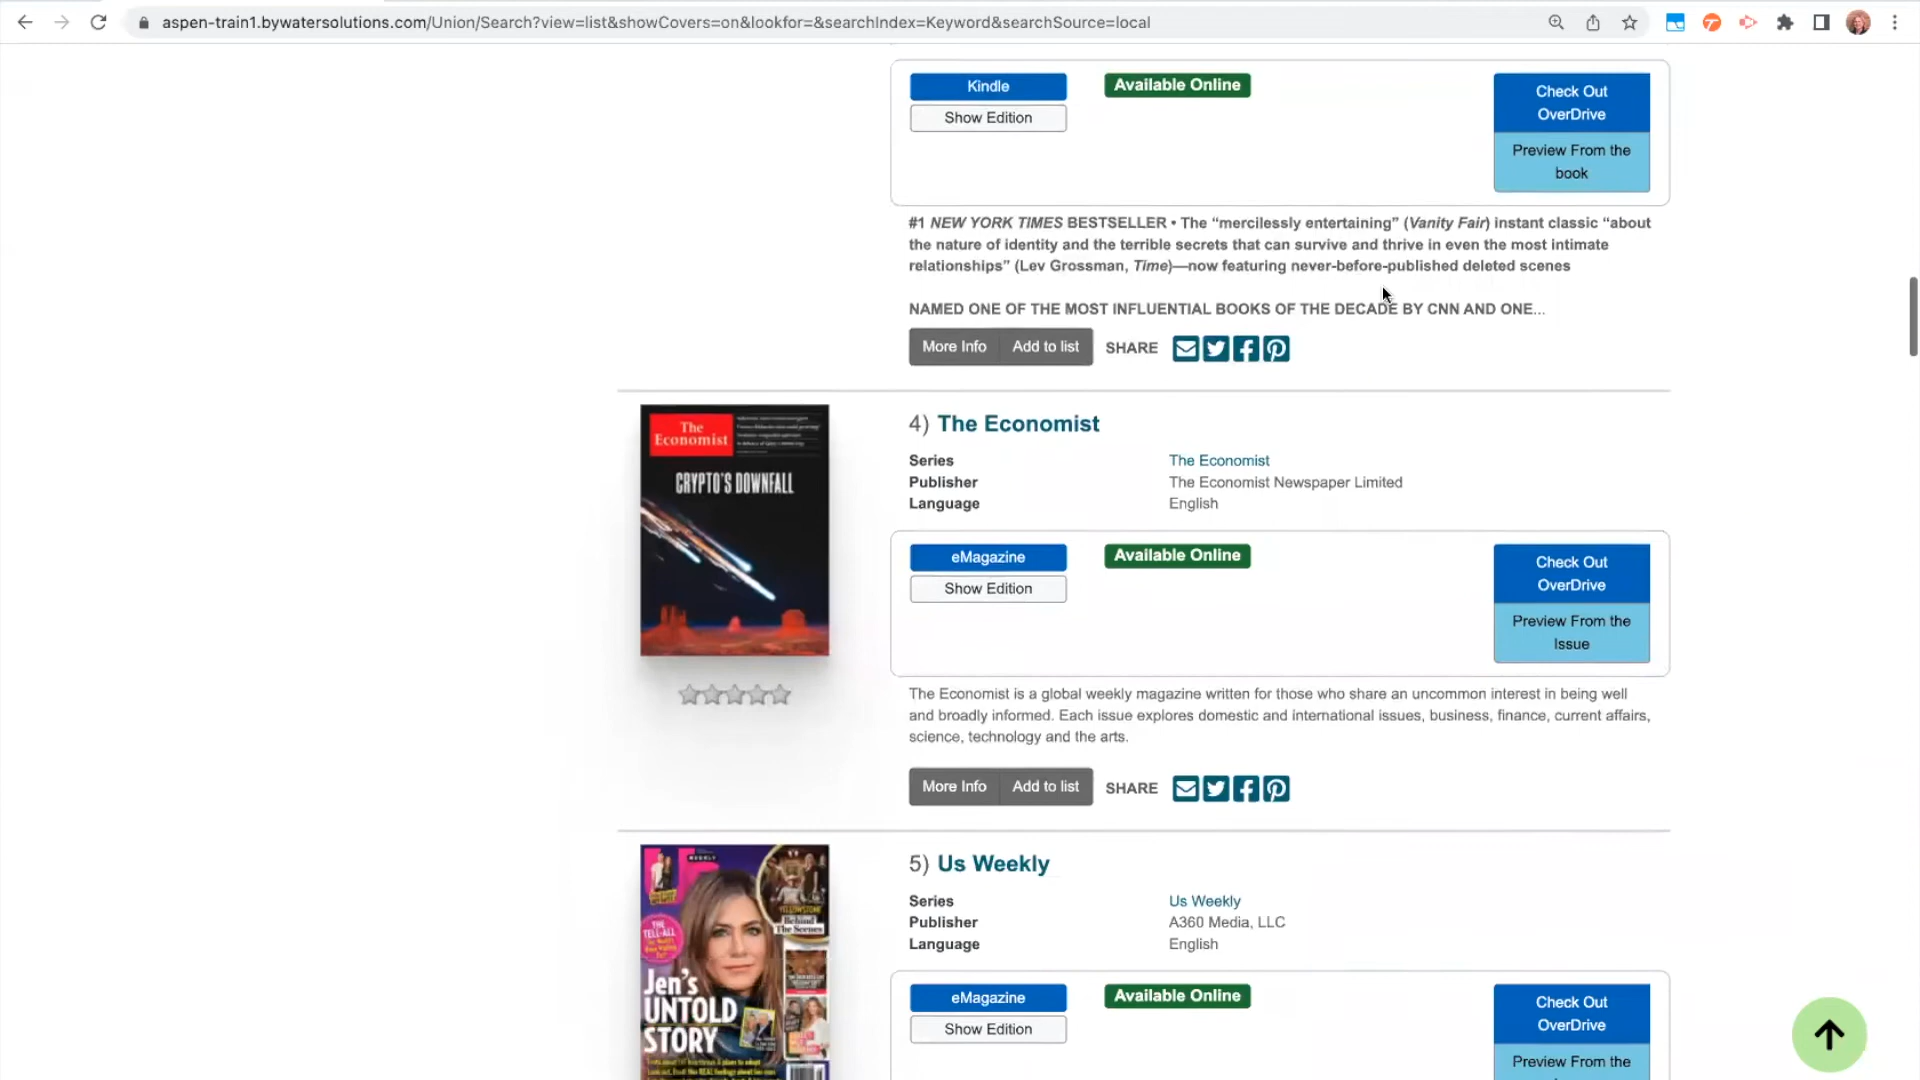 aspen-train1.bywatersolutions.com/Union/Search?view=list&showCovers=on&lookfor=&searchIndex=Keyword&searchSource=local
Kindle
Available Online
Check Out
OverDrive
Show Edition
Preview From the
book
#1 NEW YORK TIMES BESTSELLER • The “mercilessly entertaining” (Vanity Fair) instant classic “about
the nature of identity and the terrible secrets that can survive and thrive in even the most intimate
relationships” (Lev Grossman, Time)—now featuring never-before-published deleted scenes
NAMED ONE OF THE MOST INFLUENTIAL BOOKS OF THE DECADE BY CNN AND ONE...
More Info Add to list SHARE
The
Economist
CRYPTO'S DOWNFALL
4) The Economist
Series The Economist
Publisher The Economist Newspaper Limited
Language English
eMagazine
Available Online
Check Out
OverDrive
Show Edition
Preview From the
Issue
The Economist is a global weekly magazine written for those who share an uncommon interest in being well
and broadly informed. Each issue explores domestic and international issues, business, finance, current affairs,
science, technology and the arts.
More Info Add to list SHARE
WEEKLY
THE
TELL-ALL
Behind
The Scenes
Jen's
UNTOLD
STORY
5) Us Weekly
Series Us Weekly
Publisher A360 Media, LLC
Language English
eMagazine
Available Online
Check Out
OverDrive
Show Edition
Preview From the